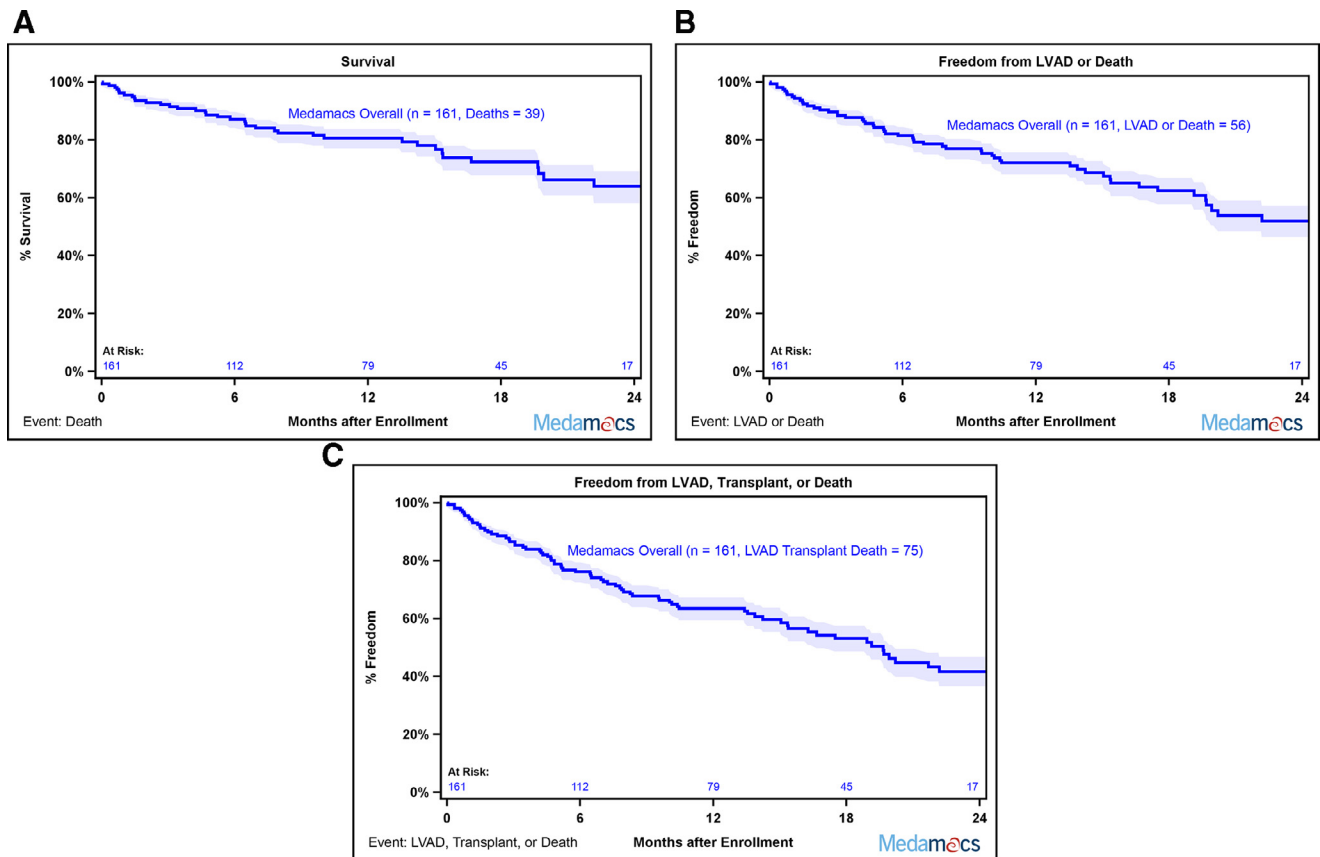 A
Survival
100%
80%
60%
40%
20%
0%
% Survival
Medamacs Overall (n = 161, Deaths = 39)
At Risk:
161 112 79 45 17
0 6 12 18 24
Event: Death
Months after Enrollment
Medamacs
B
Freedom from LVAD or Death
100%
80%
60%
40%
20%
0%
% Freedom
Medamacs Overall (n = 161, LVAD or Death = 56)
At Risk:
161 112 79 45 17
0 6 12 18 24
Event: LVAD or Death
Months after Enrollment
Medamacs
C
Freedom from LVAD, Transplant, or Death
100%
80%
60%
40%
20%
0%
% Freedom
Medamacs Overall (n = 161, LVAD Transplant Death = 75)
At Risk:
161 112 79 45 17
0 6 12 18 24
Event: LVAD, Transplant, or Death
Months after Enrollment
Medamacs